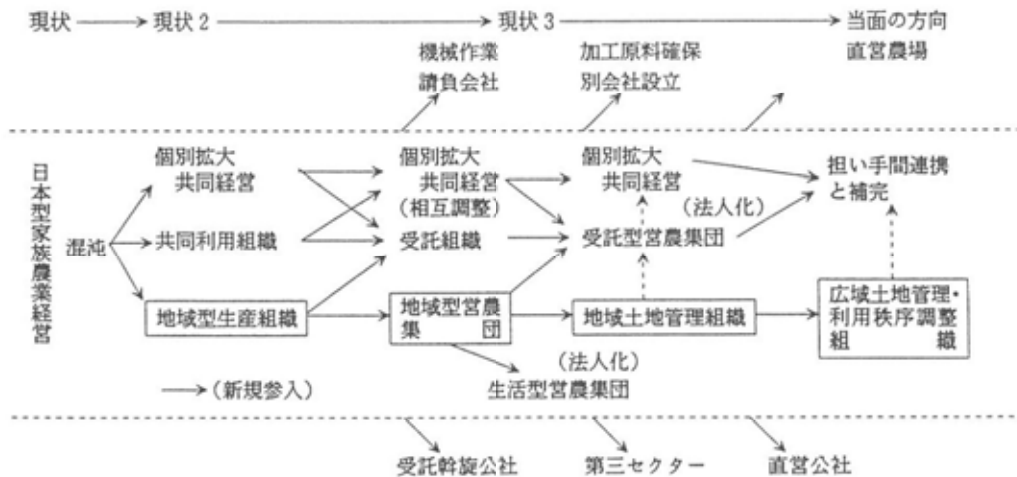 現状 現状2 現状3 当面の方向
機械作業 加工原料確保 直営農場
請負会社 別会社設立
日本型家族農業経営
個別拡大 個別拡大 個別拡大
共同経営 共同経営 共同経営 担い手間連携
と補完
(相互調整) (法人化)
混沌 共同利用組織 受託組織 受託型営農集団
地域型生産組織 地域型営農 地域土地管理組織 広域土地管理・
集団 利用秩序調整
組織
(法人化)
(新規参入) 生活型営農集団
受託斡旋公社 第三セクター 直営公社